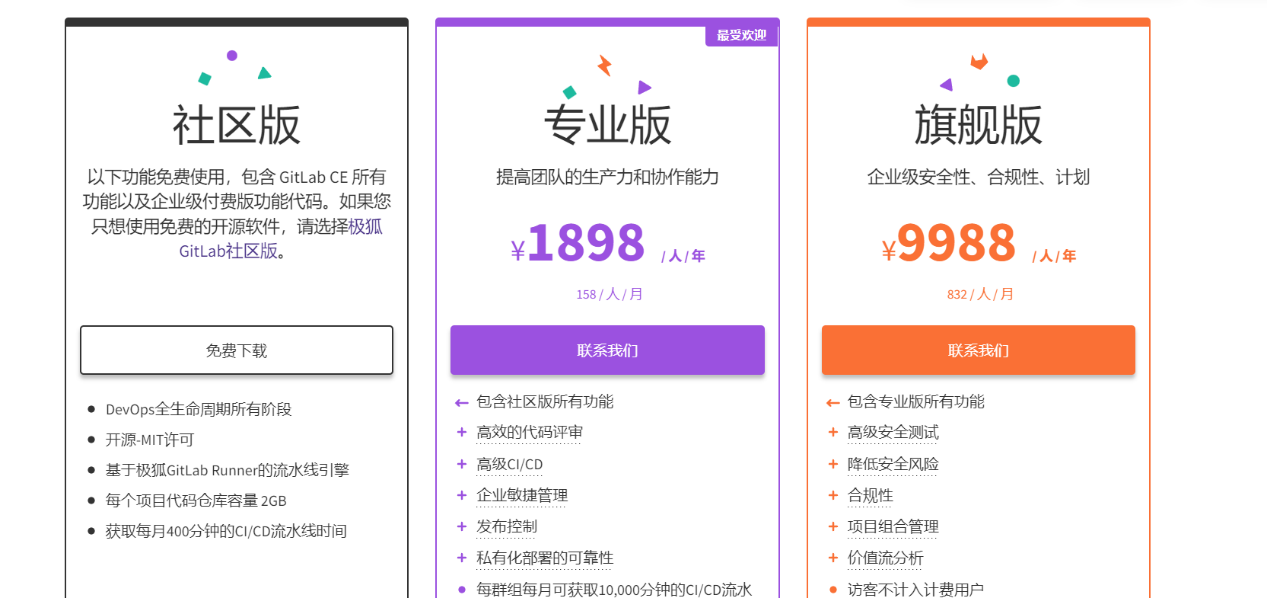 社区版
以下功能免费使用，包含 GitLab CE 所有
功能以及企业级付费版功能代码。如果您
只想使用免费的开源软件，请选择极狐
GitLab社区版。
免费下载
DevOps全生命周期所有阶段
开源-MIT许可
基于极狐GitLab Runner的流水线引擎
每个项目代码仓库容量 2GB
获取每月400分钟的CI/CD流水线时间
最受欢迎
专业版
提高团队的生产力和协作能力
¥1898 /人/年
158/人/月
联系我们
包含社区版所有功能
高效的代码评审
高级CI/CD
企业敏捷管理
发布控制
私有化部署的可靠性
每群组每月可获取10,000分钟的CI/CD流水
旗舰版
企业级安全性、合规性、计划
¥9988 /人/年
832/人/月
联系我们
包含专业版所有功能
高级安全测试
降低安全风险
合规性
项目组合管理
价值流分析
访客不计入计费用户